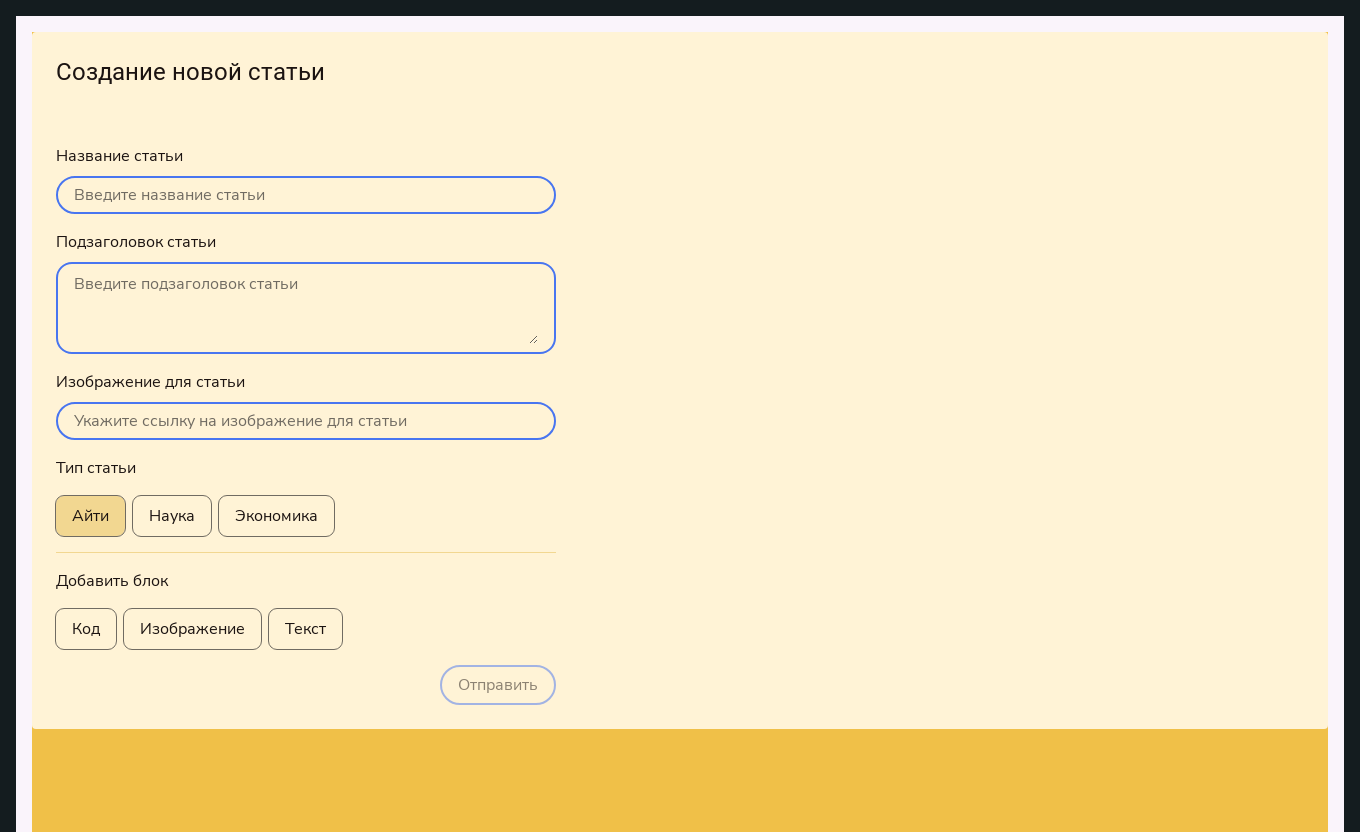 Создание новой статьи
Название статьи
Введите название статьи
Подзаголовок статьи
Введите подзаголовок статьи
Изображение для статьи
Укажите ссылку на изображение для статьи
Тип статьи
Айти Наука Экономика
Добавить блок
Код Изображение Текст
Отправить